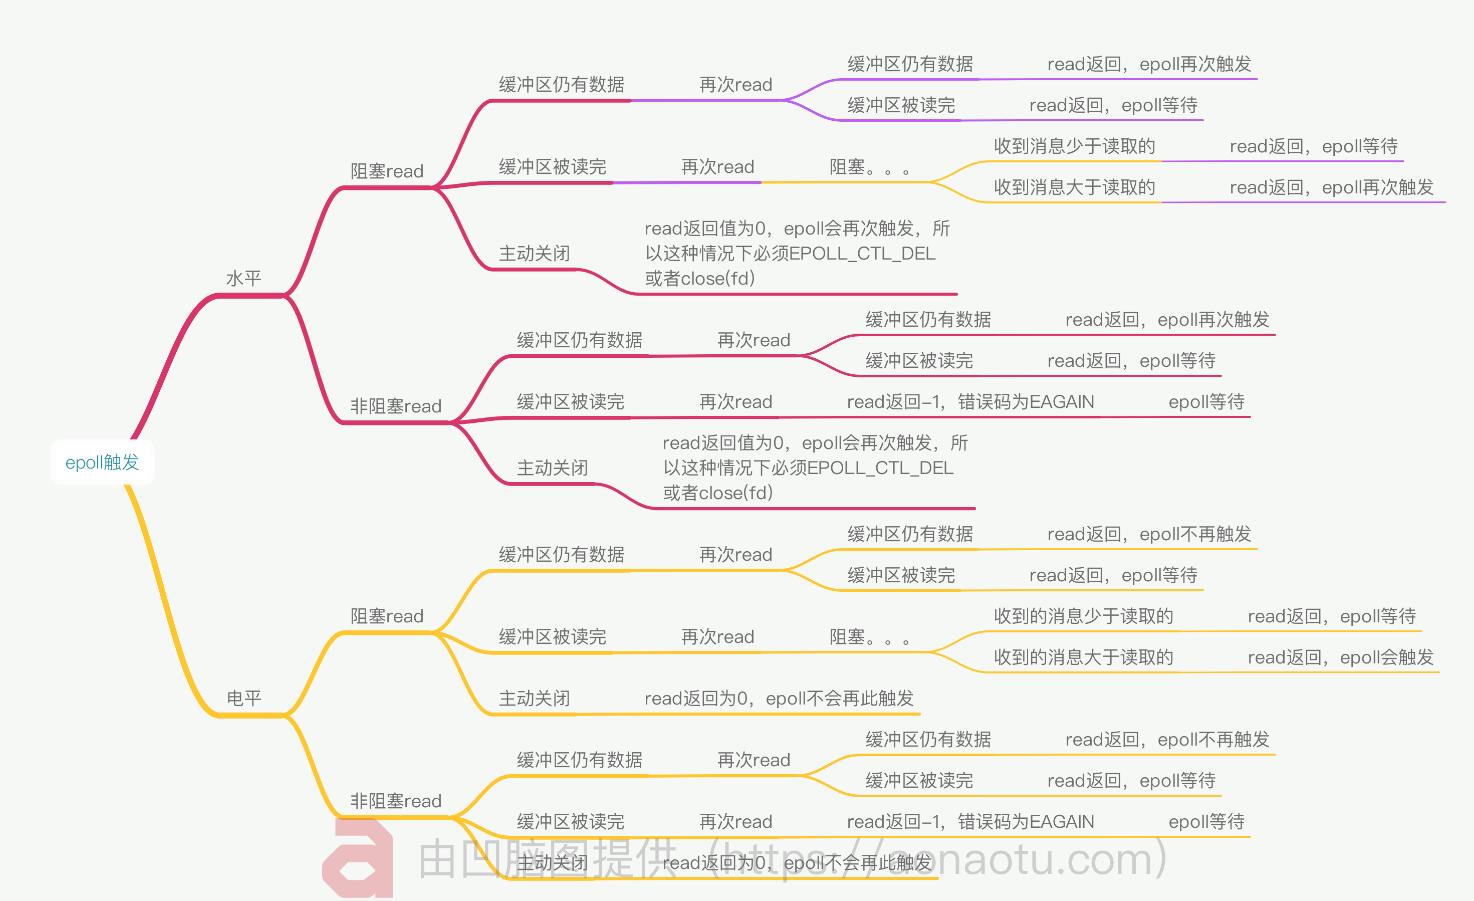 epoll触发
水平
阻塞read
缓冲区仍有数据
再次read
缓冲区仍有数据
read返回，epoll再次触发
缓冲区被读完
read返回，epoll等待
缓冲区被读完
再次read
阻塞。。。
收到消息少于读取的
read返回，epoll等待
收到消息大于读取的
read返回，epoll再次触发
主动关闭
read返回值为0，epoll会再次触发，所
以这种情况下必须EPOLL_CTL_DEL
或者close(fd)
非阻塞read
缓冲区仍有数据
再次read
缓冲区仍有数据
read返回，epoll再次触发
缓冲区被读完
read返回，epoll等待
缓冲区被读完
再次read
read返回-1，错误码为EAGAIN
epoll等待
主动关闭
read返回值为0，epoll会再次触发，所
以这种情况下必须EPOLL_CTL_DEL
或者close(fd)
电平
阻塞read
缓冲区仍有数据
再次read
缓冲区仍有数据
read返回，epoll不再触发
缓冲区被读完
read返回，epoll等待
缓冲区被读完
再次read
阻塞。。。
收到的消息少于读取的
read返回，epoll等待
收到的消息大于读取的
read返回，epoll会触发
主动关闭
read返回为0，epoll不会再此触发
非阻塞read
缓冲区仍有数据
再次read
缓冲区仍有数据
read返回，epoll不再触发
缓冲区被读完
read返回，epoll等待
缓冲区被读完
再次read
read返回-1，错误码为EAGAIN
epoll等待
主动关闭
read返回为0，epoll不会再此触发
由凹脑图提供（https://aonaotu.com）